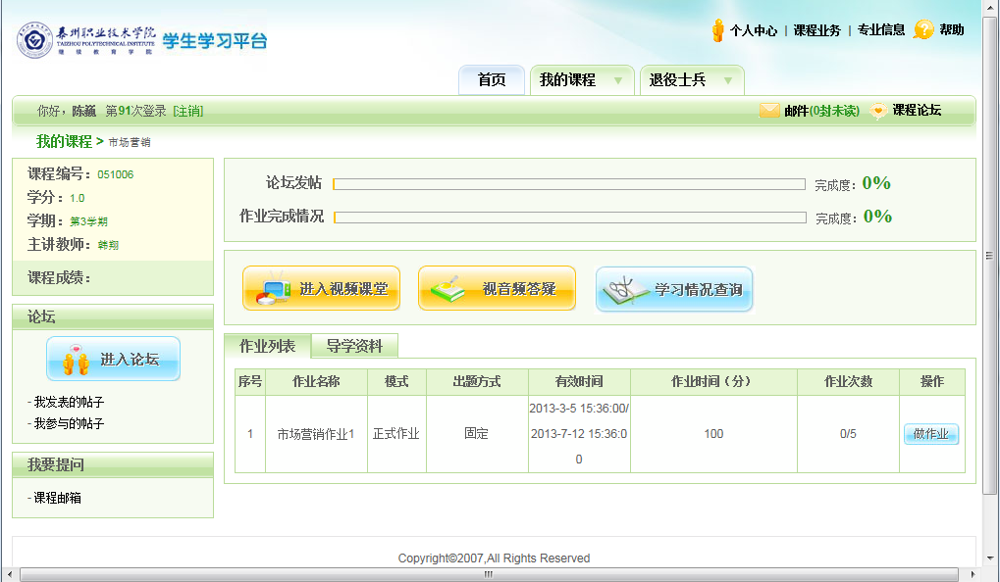 泰州职业技术学院
TAIZHOU POLYTECHNICAL INSTITUTE
继续教育学院
学生学习平台
个人中心 | 课程业务 | 专业信息 帮助
首页 我的课程 退役士兵
你好，陈巍 第91次登录 [注销] 邮件(0封未读) 课程论坛
我的课程 > 市场营销
课程编号：051006
学分：1.0
学期：第3学期
主讲教师：韩翔
课程成绩：
论坛
进入论坛
-我发表的帖子
-我参与的帖子
我要提问
-课程邮箱
论坛发帖 完成度：0%
作业完成情况 完成度：0%
进入视频课堂 视音频答疑 学习情况查询
作业列表 导学资料
序号 作业名称 模式 出题方式 有效时间 作业时间（分） 作业次数 操作
1 市场营销作业1 正式作业 固定 2013-3-5 15:36:00/
2013-7-12 15:36:0
0 100 0/5 做作业
Copyright©2007,All Rights Reserved